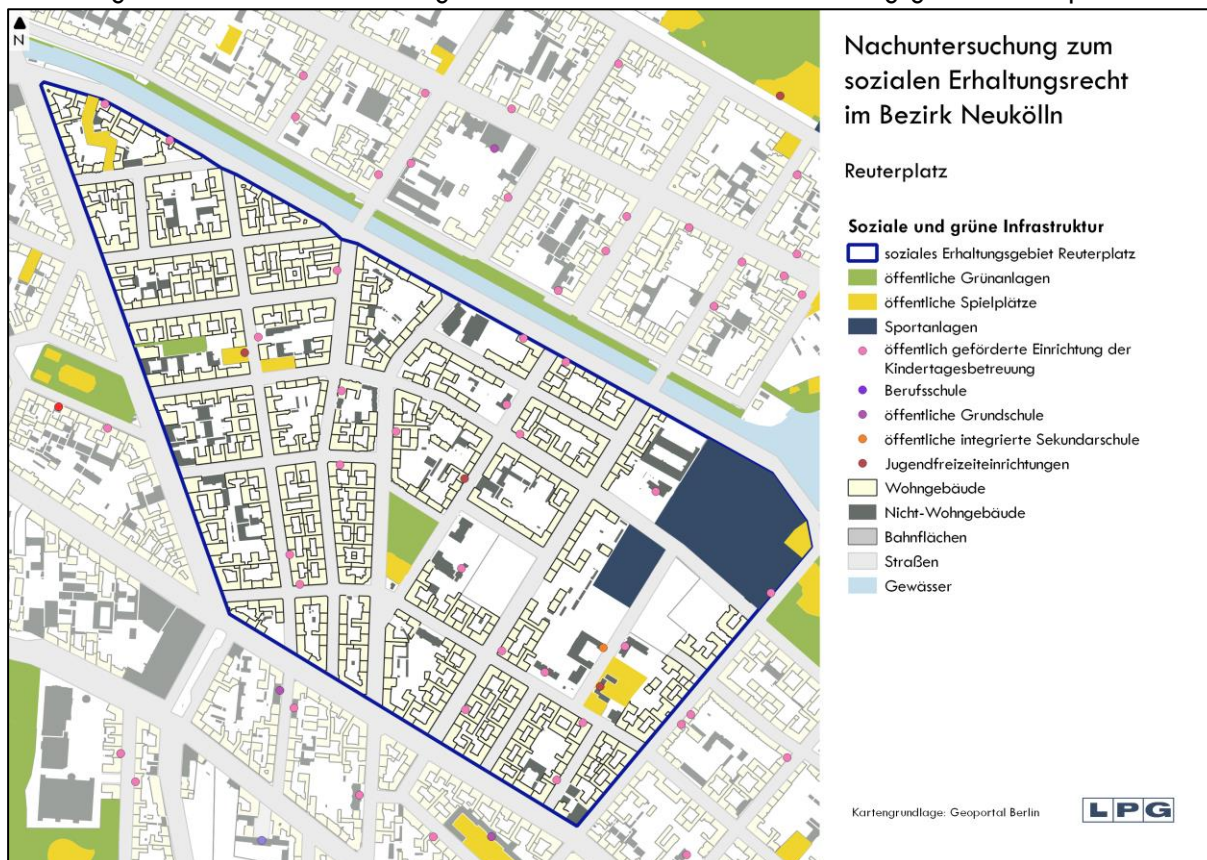 N
Nachuntersuchung zum
sozialen Erhaltungsrecht
im Bezirk Neukölln
Reuterplatz
Soziale und grüne Infrastruktur
soziales Erhaltungsgebiet Reuterplatz
öffentliche Grünanlagen
öffentliche Spielplätze
Sportanlagen
öffentlich geförderte Einrichtung der
Kindertagesbetreuung
Berufsschule
öffentliche Grundschule
öffentliche integrierte Sekundarschule
Jugendfreizeiteinrichtungen
Wohngebäude
Nicht-Wohngebäude
Bahnflächen
Straßen
Gewässer
Kartengrundlage: Geoportal Berlin
LPG